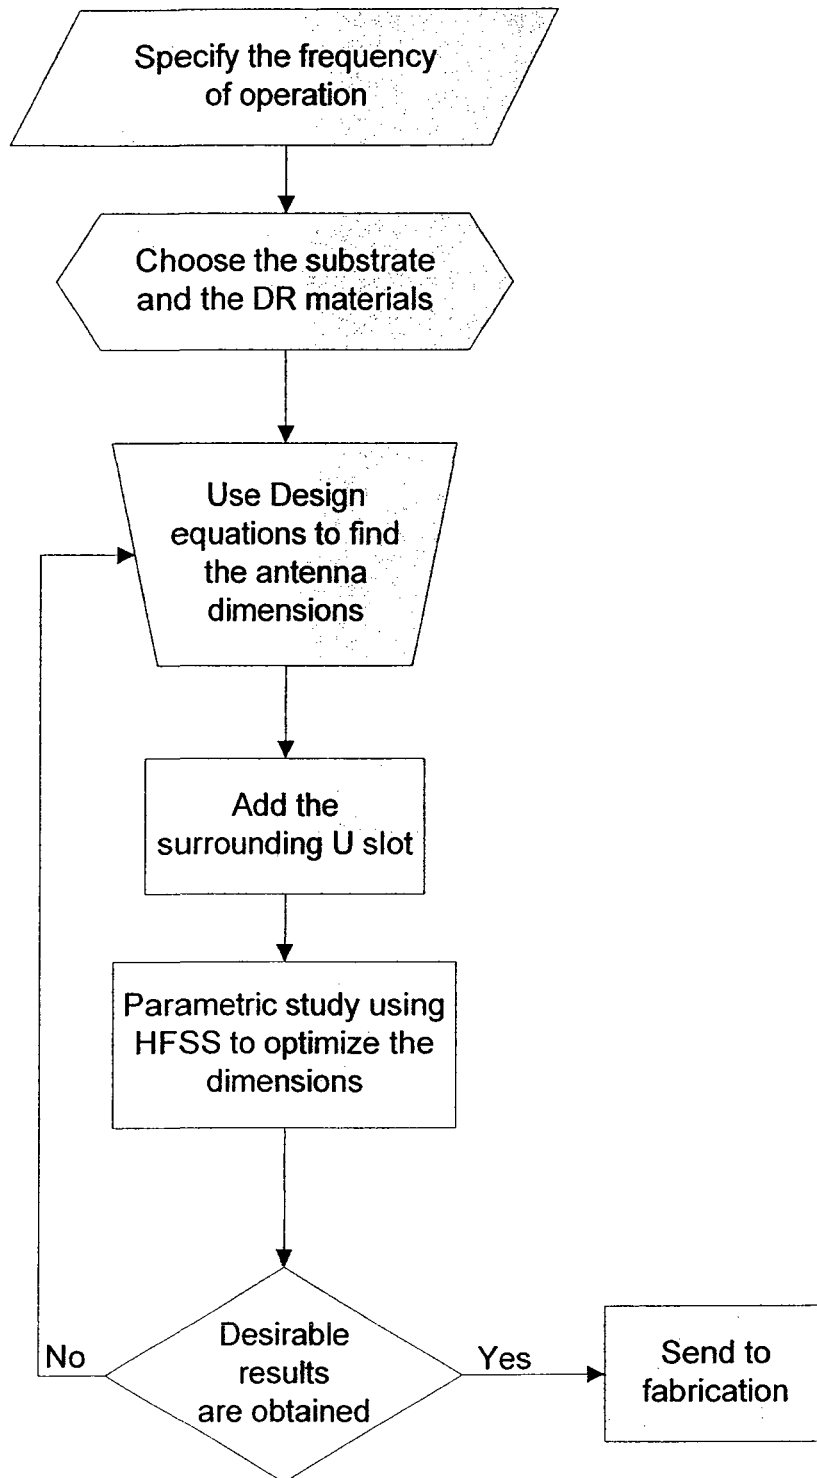 Specify the frequency
of operation
Choose the substrate
and the DR materials
Use Design
equations to find
the antenna
dimensions
Add the
surrounding U slot
Parametric study using
HFSS to optimize the
dimensions
Desirable
results
are obtained
No
Yes
Send to
fabrication